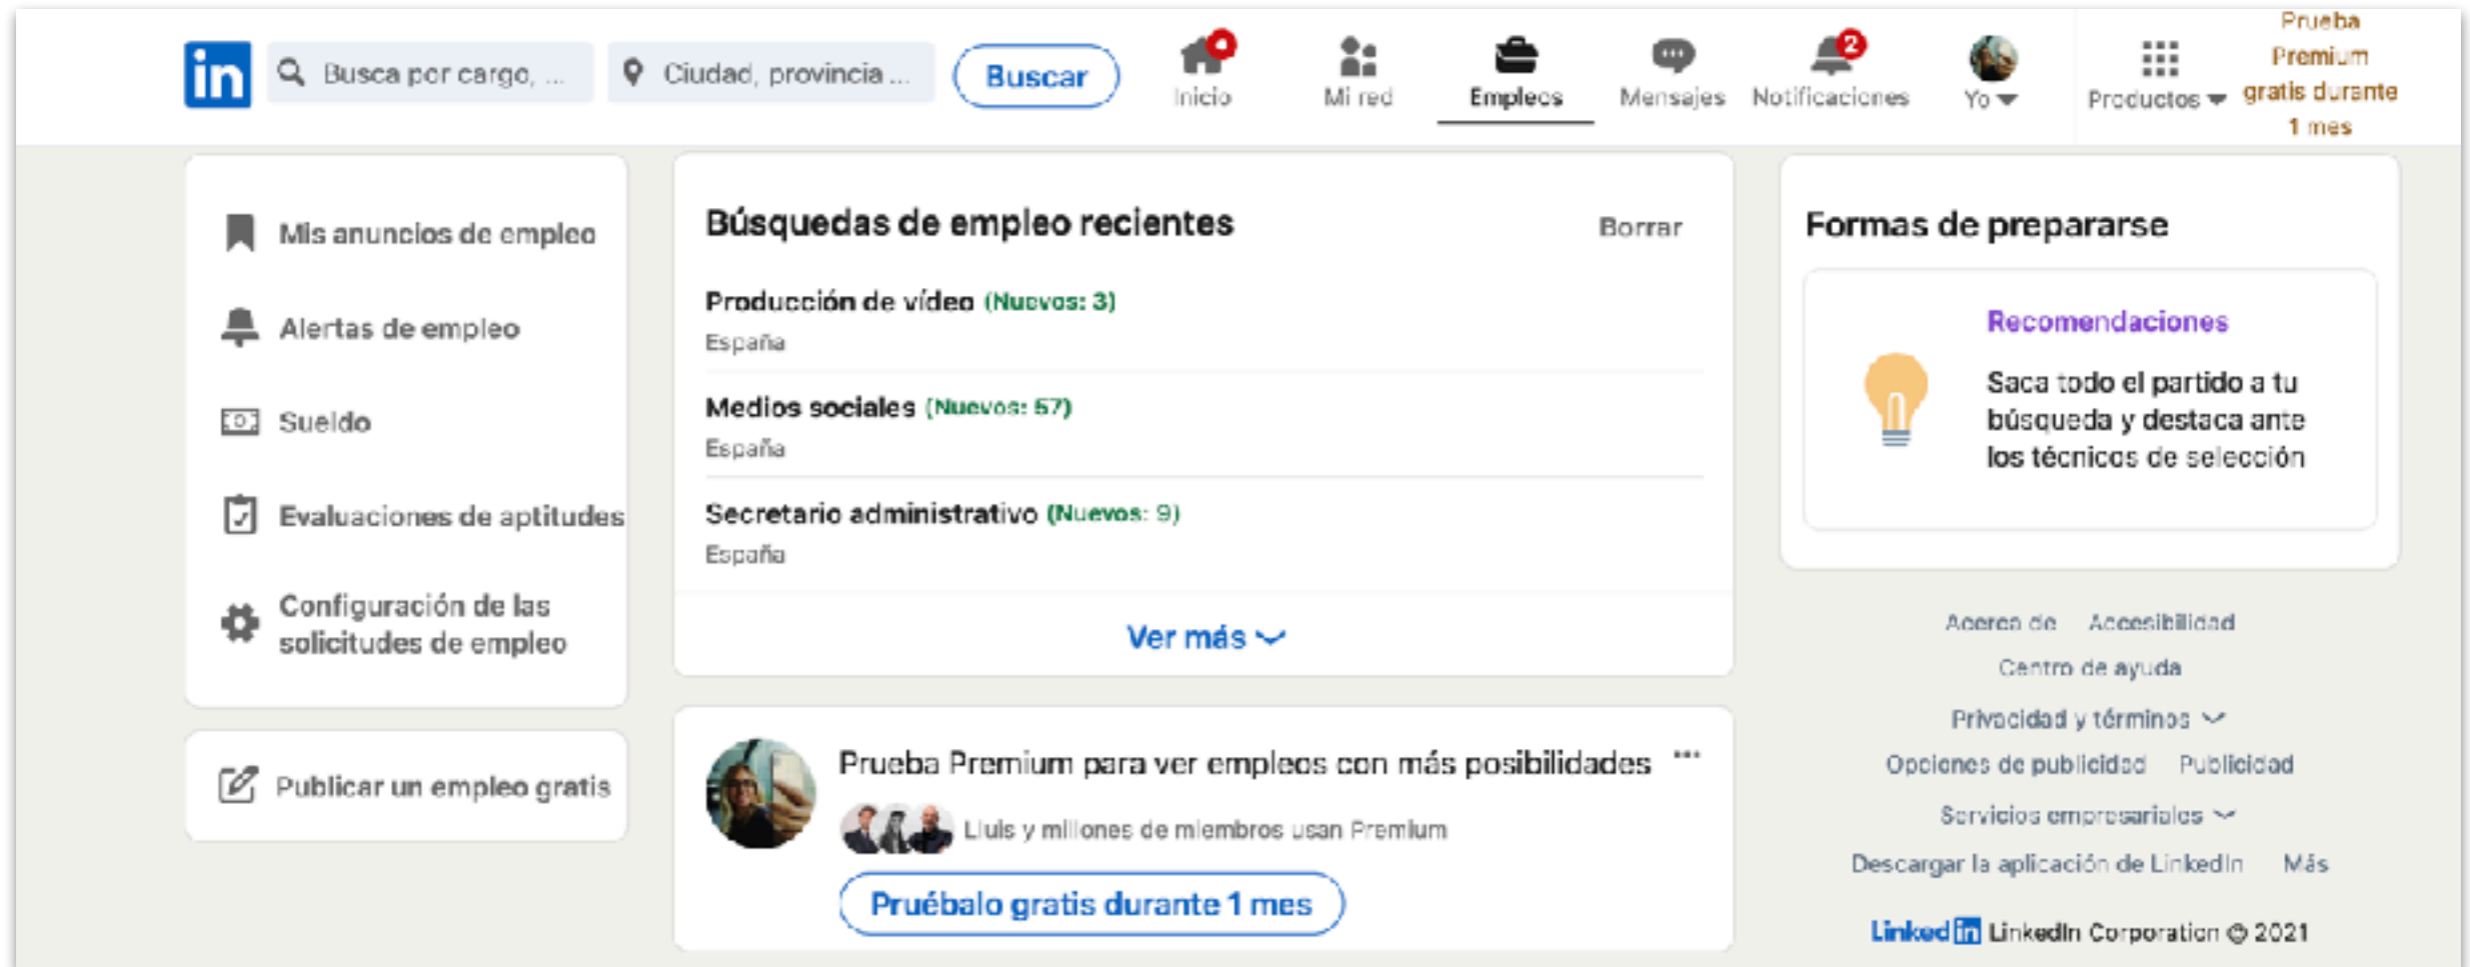 in
Busca por cargo, ...
Ciudad, provincia ...
Buscar
Inicio
Mi red
Empleos
Mensajes
2
Notificaciones
Yo
Productos
Prueba
Premium
gratis durante
1 mes
Mis anuncios de empleo
Alertas de empleo
Sueldo
Evaluaciones de aptitudes
Configuración de las
solicitudes de empleo
Publicar un empleo gratis
Búsquedas de empleo recientes
Borrar
Producción de vídeo (Nuevos: 3)
España
Medios sociales (Nuevos: 57)
España
Secretario administrativo (Nuevos: 9)
España
Ver más
Prueba Premium para ver empleos con más posibilidades ...
Lluis y millones de miembros usan Premium
Pruébalo gratis durante 1 mes
Formas de prepararse
Recomendaciones
Saca todo el partido a tu
búsqueda y destaca ante
los técnicos de selección
Acerca de Accesibilidad
Centro de ayuda
Privacidad y términos
Opciones de publicidad Publicidad
Servicios empresariales
Descargar la aplicación de LinkedIn Más
Linked in LinkedIn Corporation © 2021